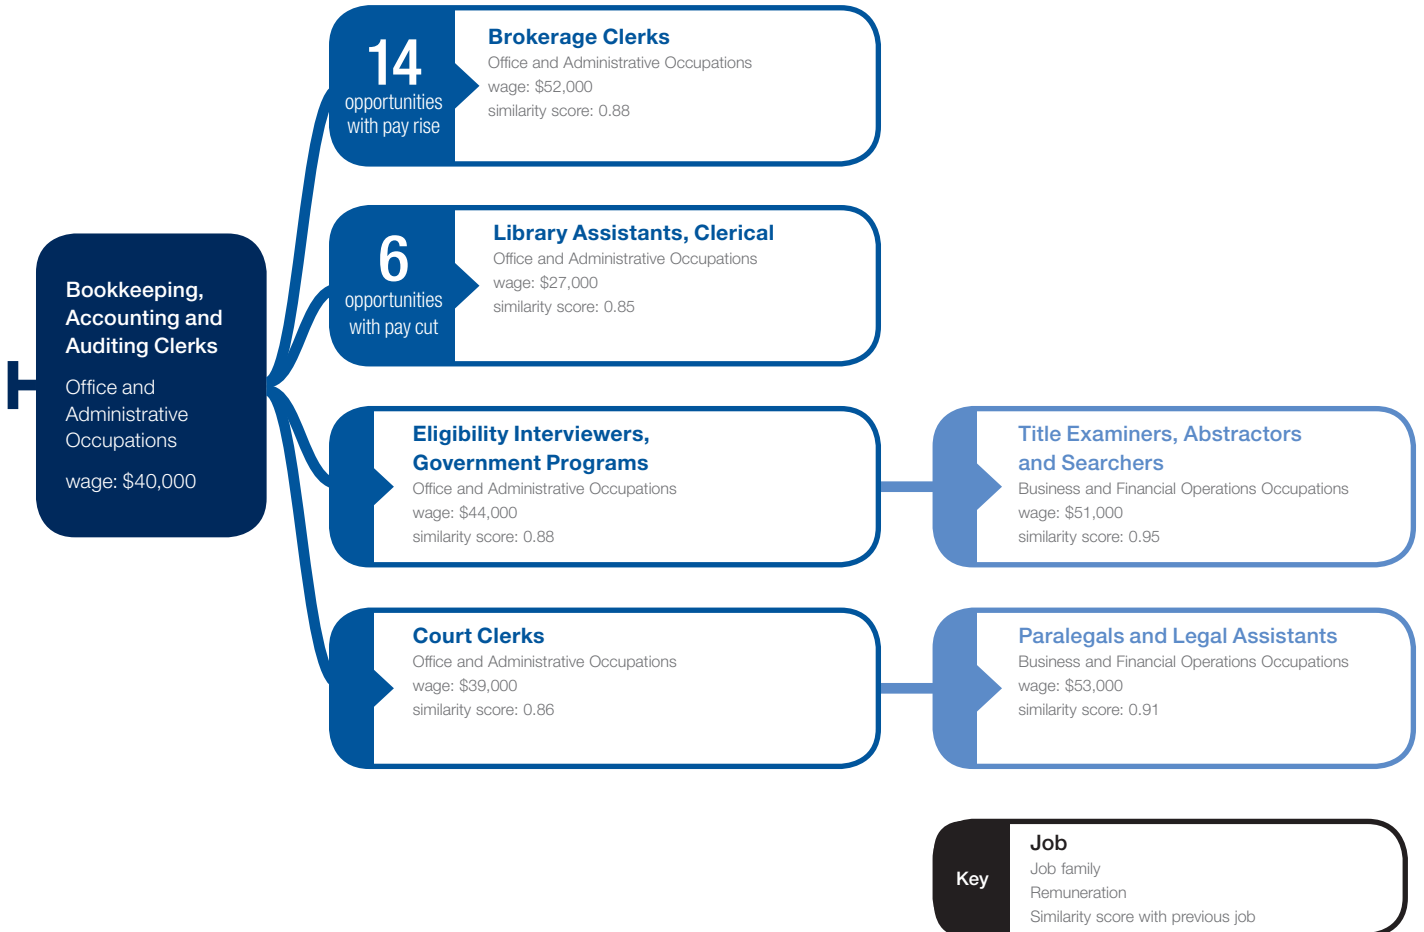 14
opportunities
with pay rise
Brokerage Clerks
Office and Administrative Occupations
wage: $52,000
similarity score: 0.88
6
opportunities
with pay cut
Library Assistants, Clerical
Office and Administrative Occupations
wage: $27,000
similarity score: 0.85
Bookkeeping,
Accounting and
Auditing Clerks
Office and
Administrative
Occupations
wage: $40,000
Eligibility Interviewers,
Government Programs
Office and Administrative Occupations
wage: $44,000
similarity score: 0.88
Title Examiners, Abstractors
and Searchers
Business and Financial Operations Occupations
wage: $51,000
similarity score: 0.95
Court Clerks
Office and Administrative Occupations
wage: $39,000
similarity score: 0.86
Paralegals and Legal Assistants
Business and Financial Operations Occupations
wage: $53,000
similarity score: 0.91
Key
Job
Job family
Remuneration
Similarity score with previous job